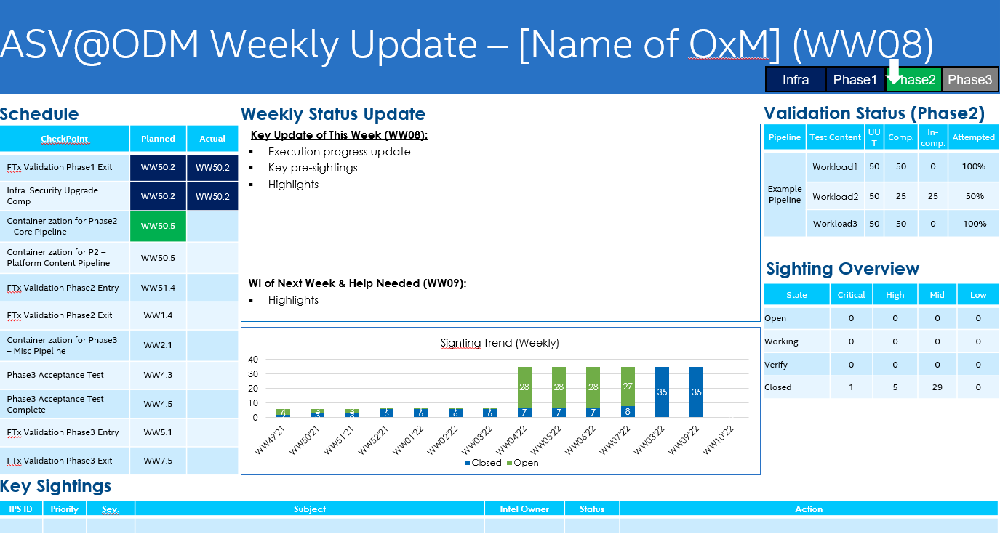 ASV@ODM Weekly Update – [Name of OxM] (WW08)
Infra Phase1 Phase2 Phase3
Schedule
CheckPoint Planned Actual
FTx Validation Phase1 Exit WW50.2 WW50.2
Infra. Security Upgrade
Comp WW50.2 WW50.2
Containerization for Phase2
– Core Pipeline WW50.5
Containerization for P2 –
Platform Content Pipeline WW50.5
FTx Validation Phase2 Entry WW51.4
FTx Validation Phase2 Exit WW1.4
Containerization for Phase3
– Misc Pipeline WW2.1
Phase3 Acceptance Test WW4.3
Phase3 Acceptance Test
Complete WW4.5
FTx Validation Phase3 Entry WW5.1
FTx Validation Phase3 Exit WW7.5
Weekly Status Update
Key Update of This Week (WW08):
▪ Execution progress update
▪ Key pre-sightings
▪ Highlights
WI of Next Week & Help Needed (WW09):
▪ Highlights
Signting Trend (Weekly)
40
30
20
10
0
4 3 3 6 6 6 6 28 28 28 27 35 35
7 7 7 8
WW49'21 WW50'21 WW51'21 WW52'21 WW01'22 WW02'22 WW03'22 WW04'22 WW05'22 WW06'22 WW07'22 WW08'22 WW09'22 WW10'22
Closed Open
Validation Status (Phase2)
Pipeline Test Content UU
T Comp. In-
comp. Attempted
Example
Pipeline
Workload1 50 50 0 100%
Workload2 50 25 25 50%
Workload3 50 50 0 100%
Sighting Overview
State Critical High Mid Low
Open 0 0 0 0
Working 0 0 0 0
Verify 0 0 0 0
Closed 1 5 29 0
Key Sightings
IPS ID Priority Sev. Subject Intel Owner Status Action